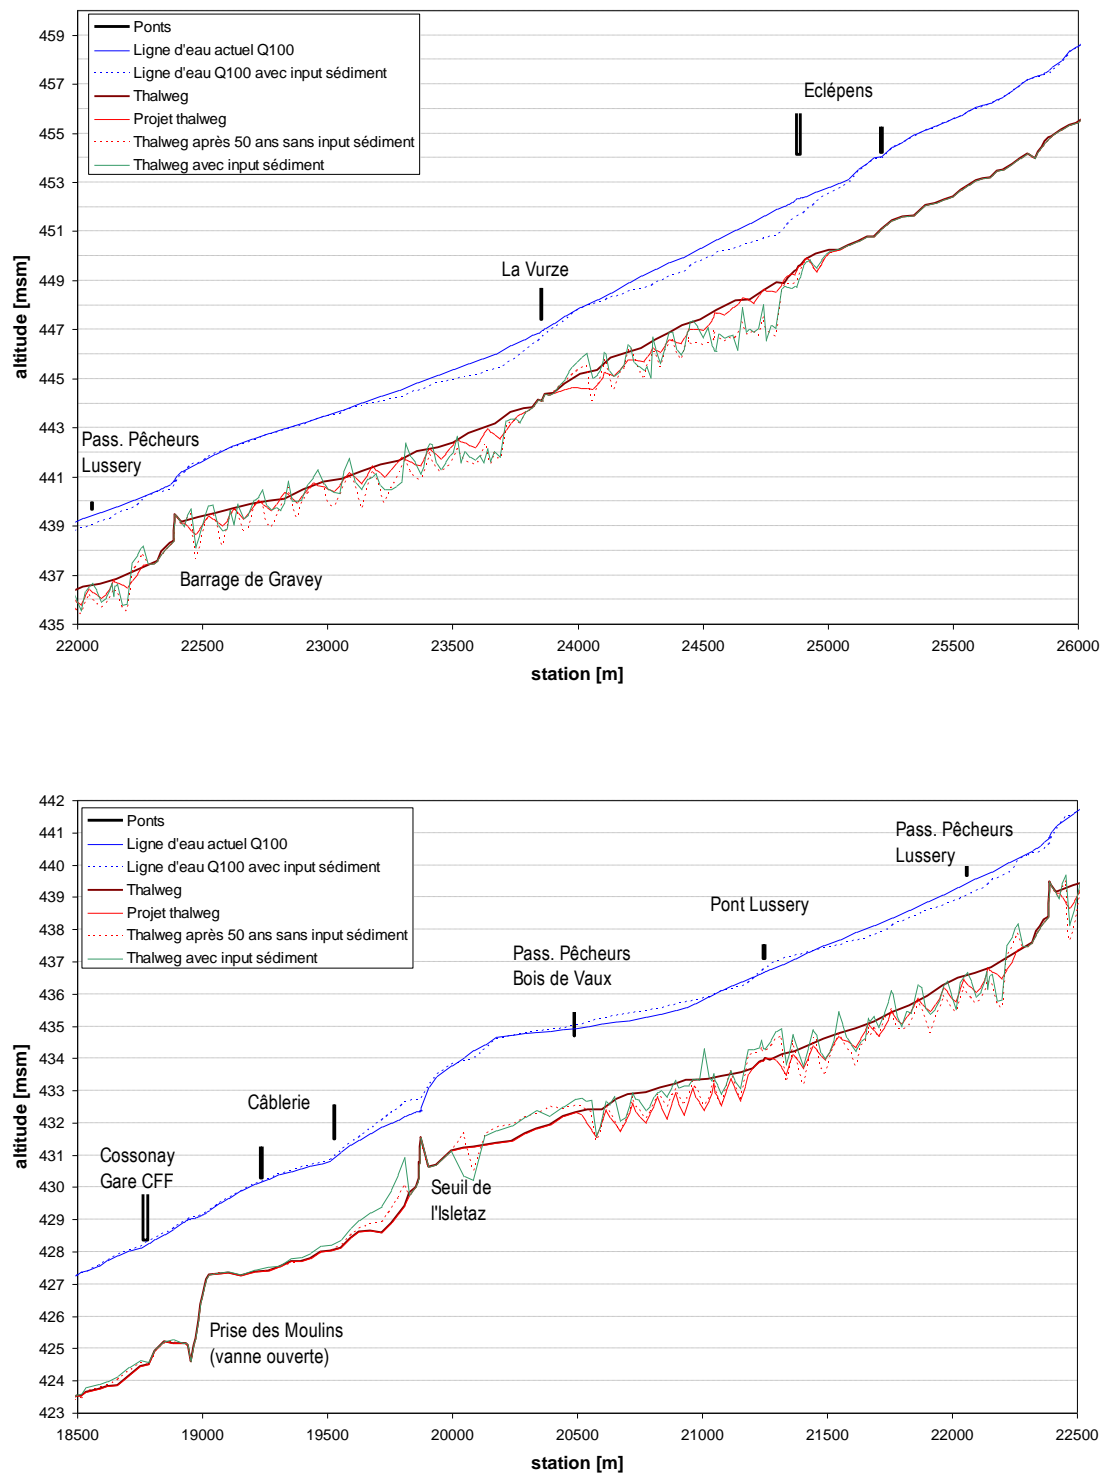 459
457
455
453
451
449
447
445
443
441
439
437
435
altitude [msm]
Ponts
Ligne d'eau actuel Q100
Ligne d'eau Q100 avec input sédiment
Thalweg
Projet thalweg
Thalweg après 50 ans sans input sédiment
Thalweg avec input sédiment
Eclépens
La Vurze
Pass. Pêcheurs
Lussery
Barrage de Gravey
22000
22500
23000
23500
24000
24500
25000
25500
26000
station [m]
442
441
440
439
438
437
436
435
434
433
432
431
430
429
428
427
426
425
424
423
altitude [msm]
Ponts
Ligne d'eau actuel Q100
Ligne d'eau Q100 avec input sédiment
Thalweg
Projet thalweg
Thalweg après 50 ans sans input sédiment
Thalweg avec input sédiment
Pass. Pêcheurs
Lussery
Pont Lussery
Pass. Pêcheurs
Bois de Vaux
Câblerie
Cossonay
Gare CFF
Seuil de
l'Isletaz
Prise des Moulins
(vanne ouverte)
18500
19000
19500
20000
20500
21000
21500
22000
22500
station [m]